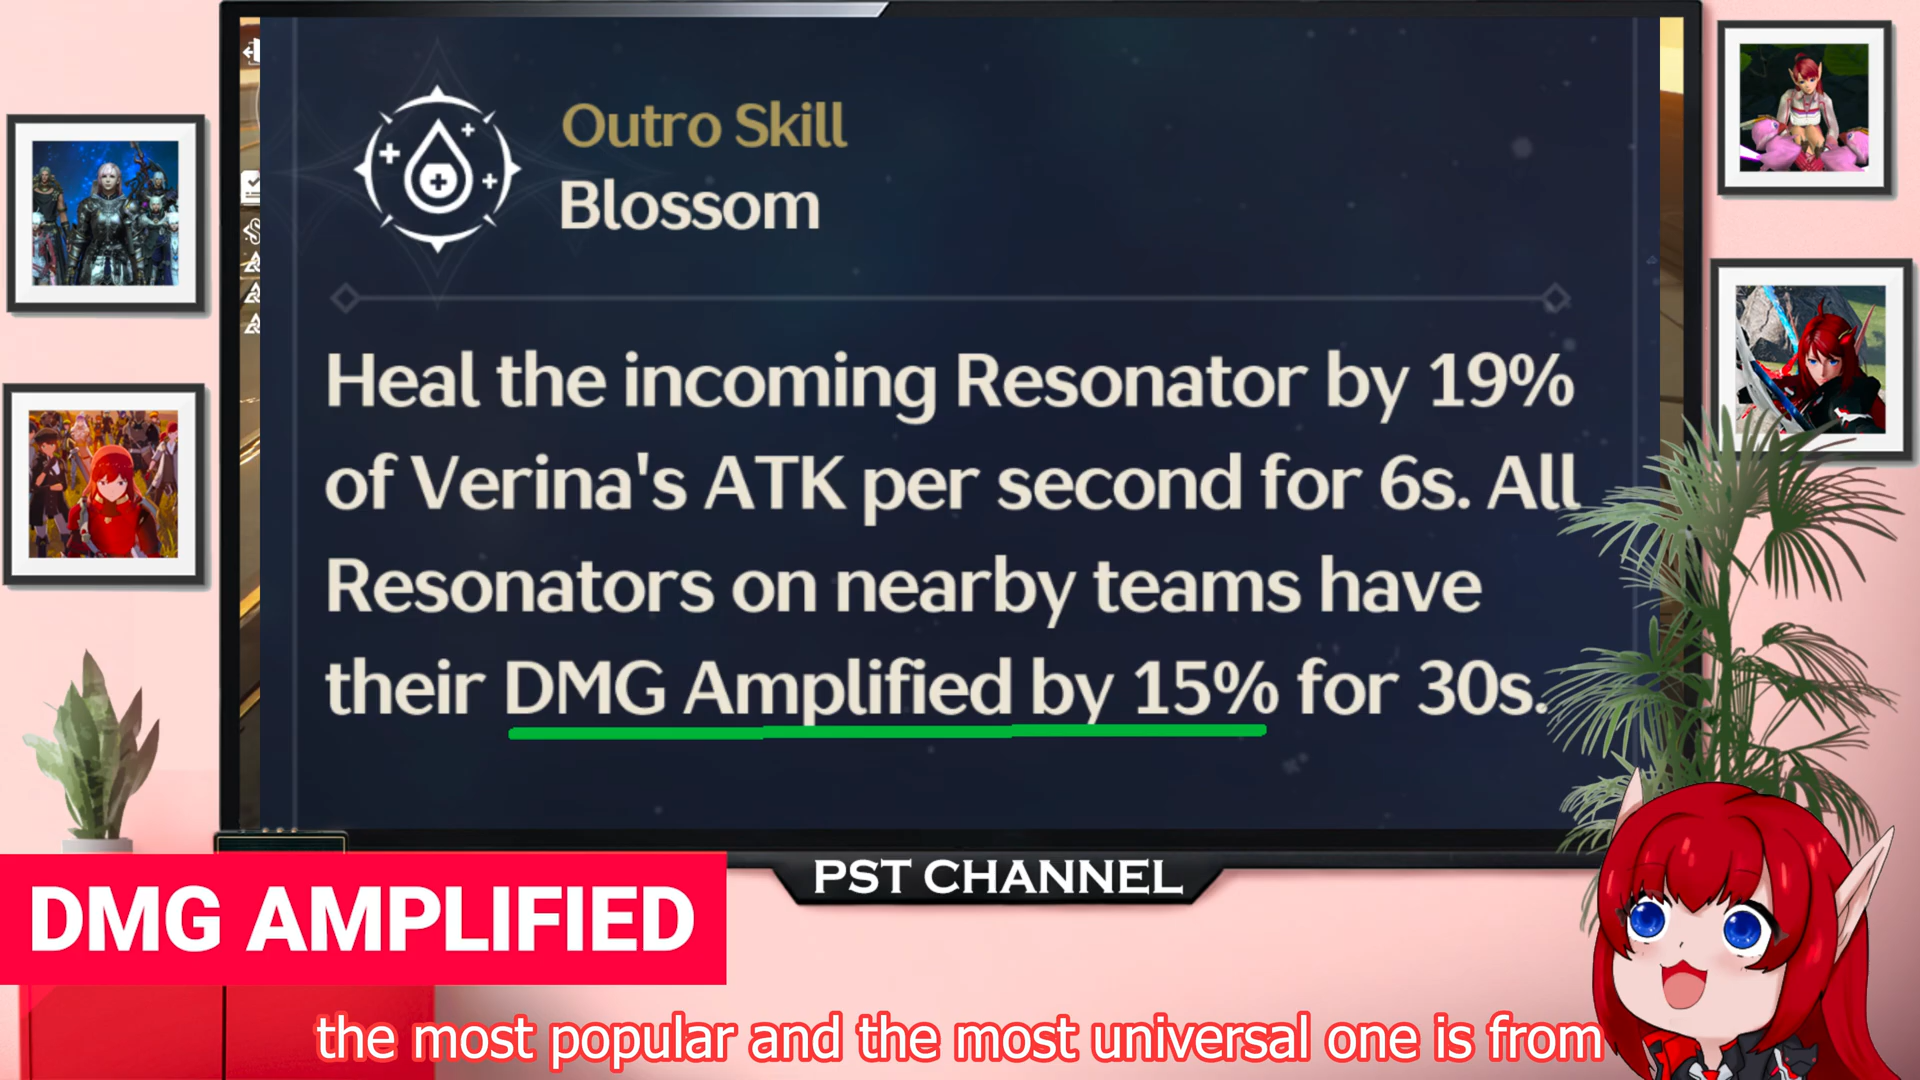 Outro Skill
Blossom
Heal the incoming Resonator by 19%
of Verina's ATK per second for 6s. All
Resonators on nearby teams have
their DMG Amplified by 15% for 30s.
PST CHANNEL
DMG AMPLIFIED
the most popular and the most universal one is from